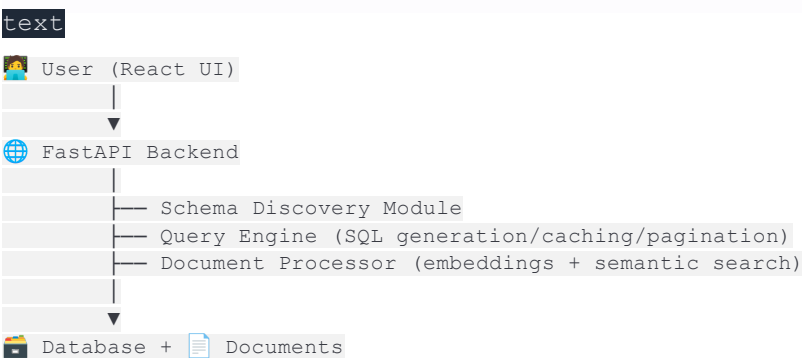 text
🧑‍💻 User (React UI)
│
▼
🌐 FastAPI Backend
│
├── Schema Discovery Module
├── Query Engine (SQL generation/caching/pagination)
├── Document Processor (embeddings + semantic search)
│
▼
🗃️ Database + 📄 Documents